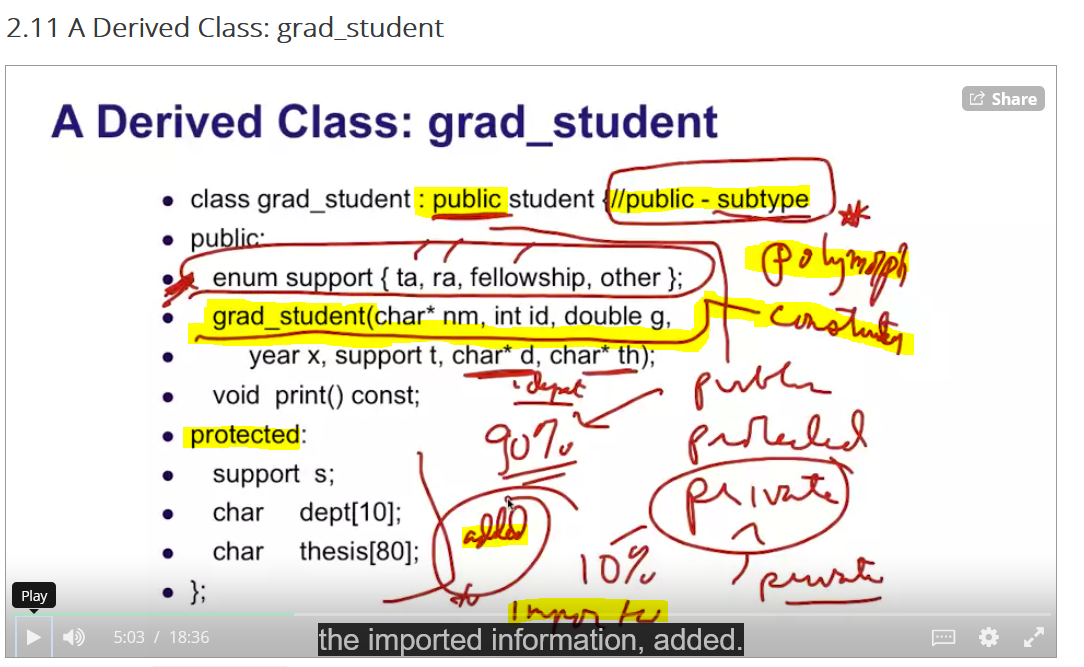 2.11 A Derived Class: grad_student
Share
A Derived Class: grad_student
• class grad_student : public student {//public - subtype
• public:
• enum support { ta, ra, fellowship, other };
• grad_student(char* nm, int id, double g,
• year x, support t, char* d, char* th);
• void print() const;
• protected:
• support s;
• char dept[10];
• char thesis[80];
• };
polymorph
public
90%
protected
private
added
10%
private
Play
5:03 / 18:36
the imported information, added.